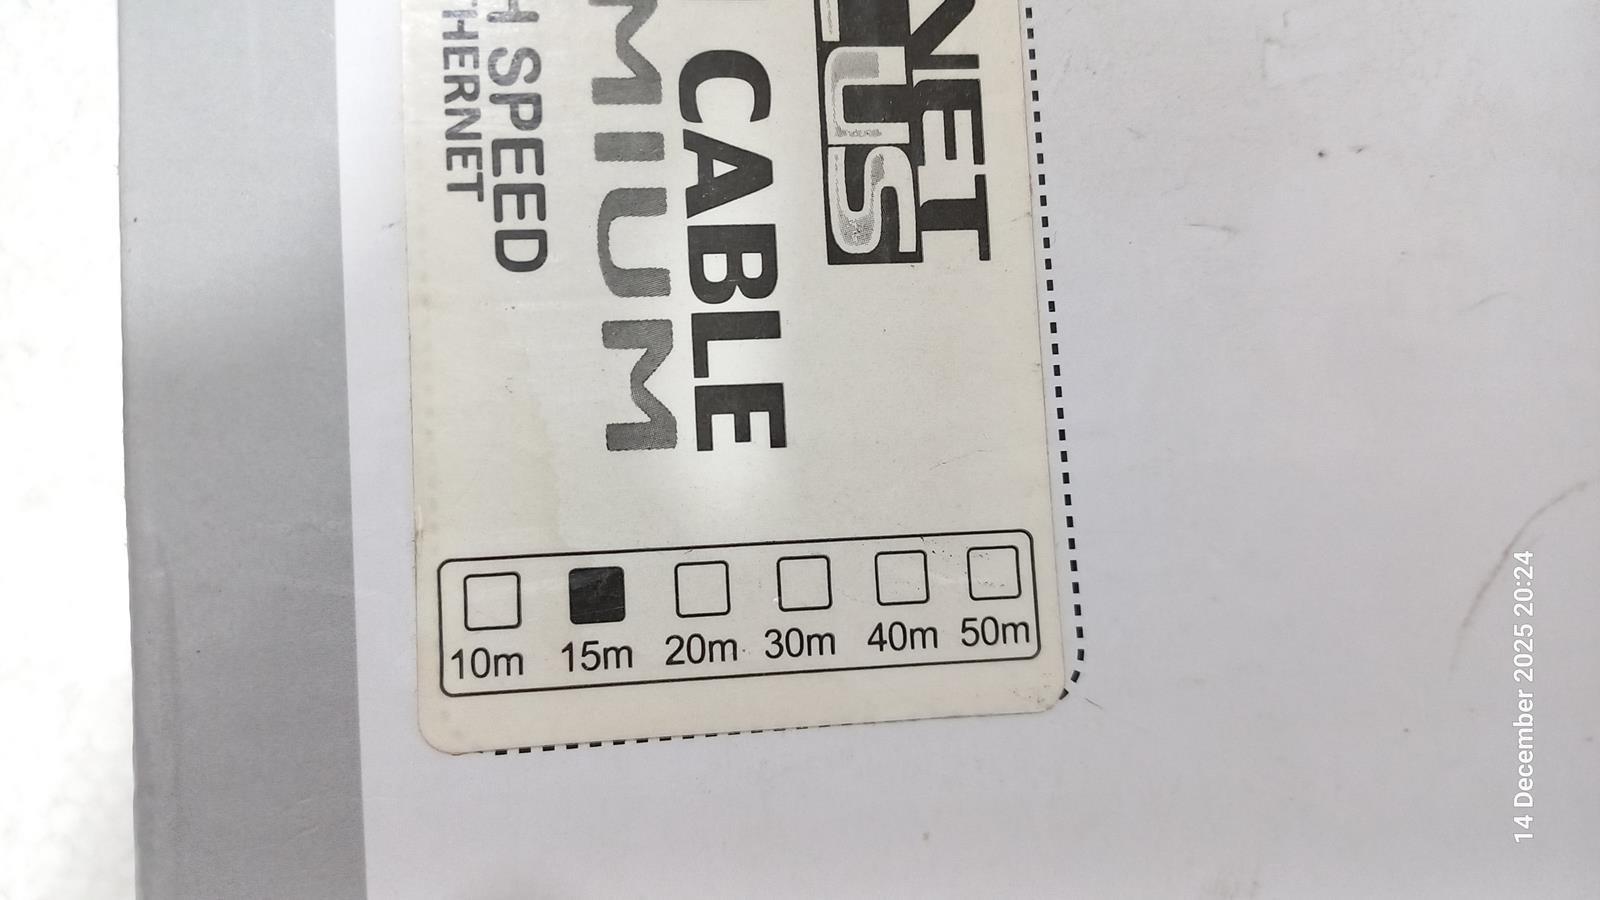 NET
US
CABLE
MIUM
H SPEED
HERNET
10m 15m 20m 30m 40m 50m
14 December 2025 20:24